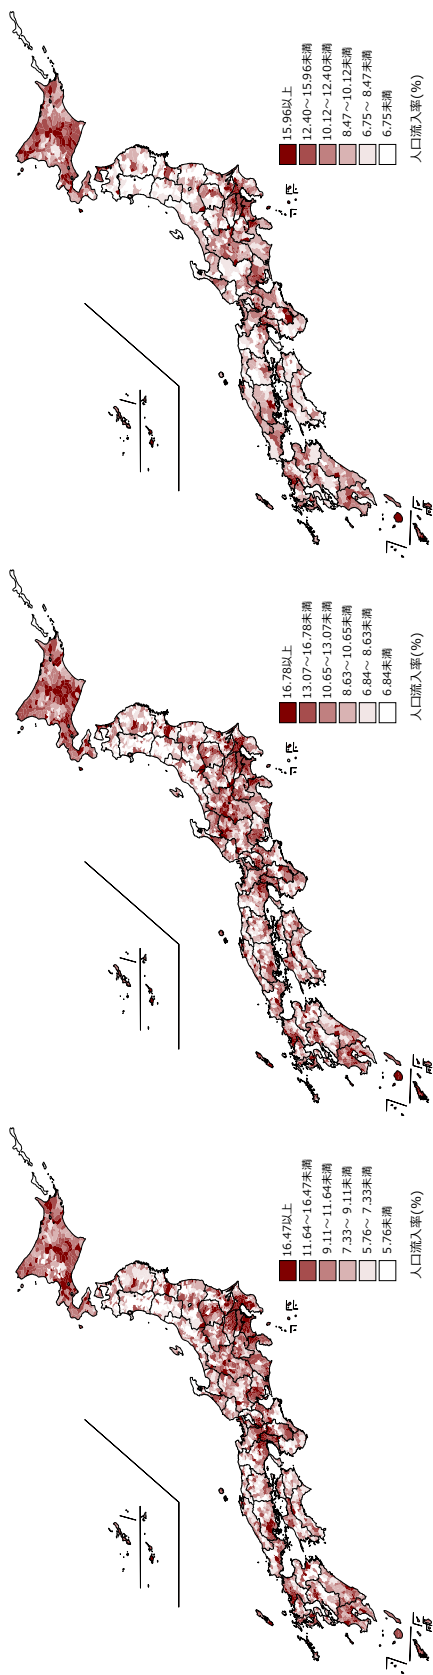 人口流入率(%)
16.47以上
11.64～16.47未満
9.11～11.64未満
7.33～ 9.11未満
5.76～ 7.33未満
5.76未満
人口流入率(%)
16.78以上
13.07～16.78未満
10.65～13.07未満
8.63～10.65未満
6.84～ 8.63未満
6.84未満
人口流入率(%)
15.96以上
12.40～15.96未満
10.12～12.40未満
8.47～10.12未満
6.75～ 8.47未満
6.75未満